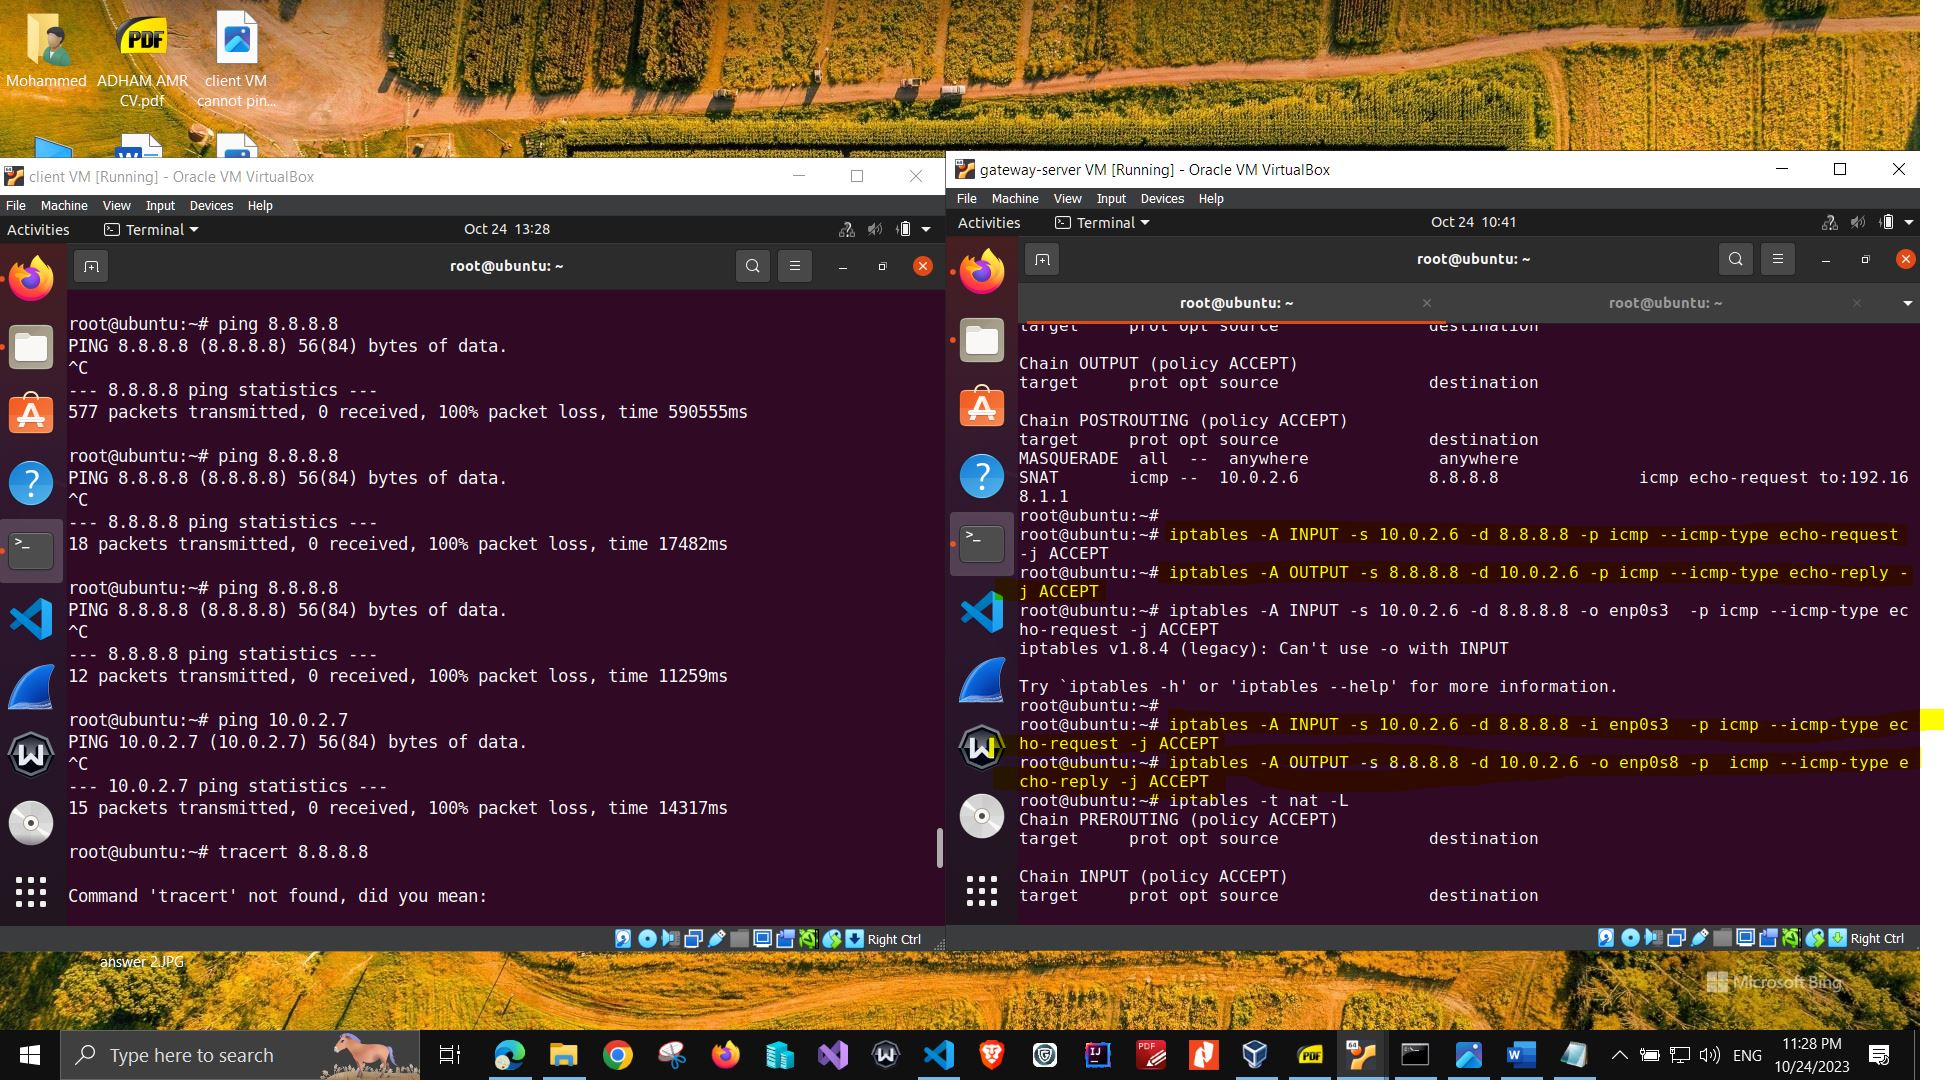 Mohammed
ADHAM AMR
CV.pdf
client VM
cannot pin...
client VM [Running] - Oracle VM VirtualBox
File Machine View Input Devices Help
Activities Terminal Oct 24 13:28
root@ubuntu: ~
root@ubuntu:~# ping 8.8.8.8
PING 8.8.8.8 (8.8.8.8) 56(84) bytes of data.
^C
--- 8.8.8.8 ping statistics ---
577 packets transmitted, 0 received, 100% packet loss, time 590555ms
root@ubuntu:~# ping 8.8.8.8
PING 8.8.8.8 (8.8.8.8) 56(84) bytes of data.
^C
--- 8.8.8.8 ping statistics ---
18 packets transmitted, 0 received, 100% packet loss, time 17482ms
root@ubuntu:~# ping 8.8.8.8
PING 8.8.8.8 (8.8.8.8) 56(84) bytes of data.
^C
--- 8.8.8.8 ping statistics ---
12 packets transmitted, 0 received, 100% packet loss, time 11259ms
root@ubuntu:~# ping 10.0.2.7
PING 10.0.2.7 (10.0.2.7) 56(84) bytes of data.
^C
--- 10.0.2.7 ping statistics ---
15 packets transmitted, 0 received, 100% packet loss, time 14317ms
root@ubuntu:~# tracert 8.8.8.8
Command 'tracert' not found, did you mean:
Right Ctrl
gateway-server VM [Running] - Oracle VM VirtualBox
File Machine View Input Devices Help
Activities Terminal Oct 24 10:41
root@ubuntu: ~
root@ubuntu: ~ root@ubuntu: ~
target prot opt source destination
Chain OUTPUT (policy ACCEPT)
target prot opt source destination
Chain POSTROUTING (policy ACCEPT)
target prot opt source destination
MASQUERADE all -- anywhere anywhere
SNAT icmp -- 10.0.2.6 8.8.8.8 icmp echo-request to:192.16
8.1.1
root@ubuntu:~#
root@ubuntu:~# iptables -A INPUT -s 10.0.2.6 -d 8.8.8.8 -p icmp --icmp-type echo-request
-j ACCEPT
root@ubuntu:~# iptables -A OUTPUT -s 8.8.8.8 -d 10.0.2.6 -p icmp --icmp-type echo-reply -
j ACCEPT
root@ubuntu:~# iptables -A INPUT -s 10.0.2.6 -d 8.8.8.8 -o enp0s3 -p icmp --icmp-type ec
ho-request -j ACCEPT
iptables v1.8.4 (legacy): Can't use -o with INPUT
Try `iptables -h' or 'iptables --help' for more information.
root@ubuntu:~#
root@ubuntu:~# iptables -A INPUT -s 10.0.2.6 -d 8.8.8.8 -i enp0s3 -p icmp --icmp-type ec
ho-request -j ACCEPT
root@ubuntu:~# iptables -A OUTPUT -s 8.8.8.8 -d 10.0.2.6 -o enp0s8 -p icmp --icmp-type e
cho-reply -j ACCEPT
root@ubuntu:~# iptables -t nat -L
Chain PREROUTING (policy ACCEPT)
target prot opt source destination
Chain INPUT (policy ACCEPT)
target prot opt source destination
Right Ctrl
answer 2.JPG
Microsoft Bing
Type here to search
ENG
11:28 PM
10/24/2023